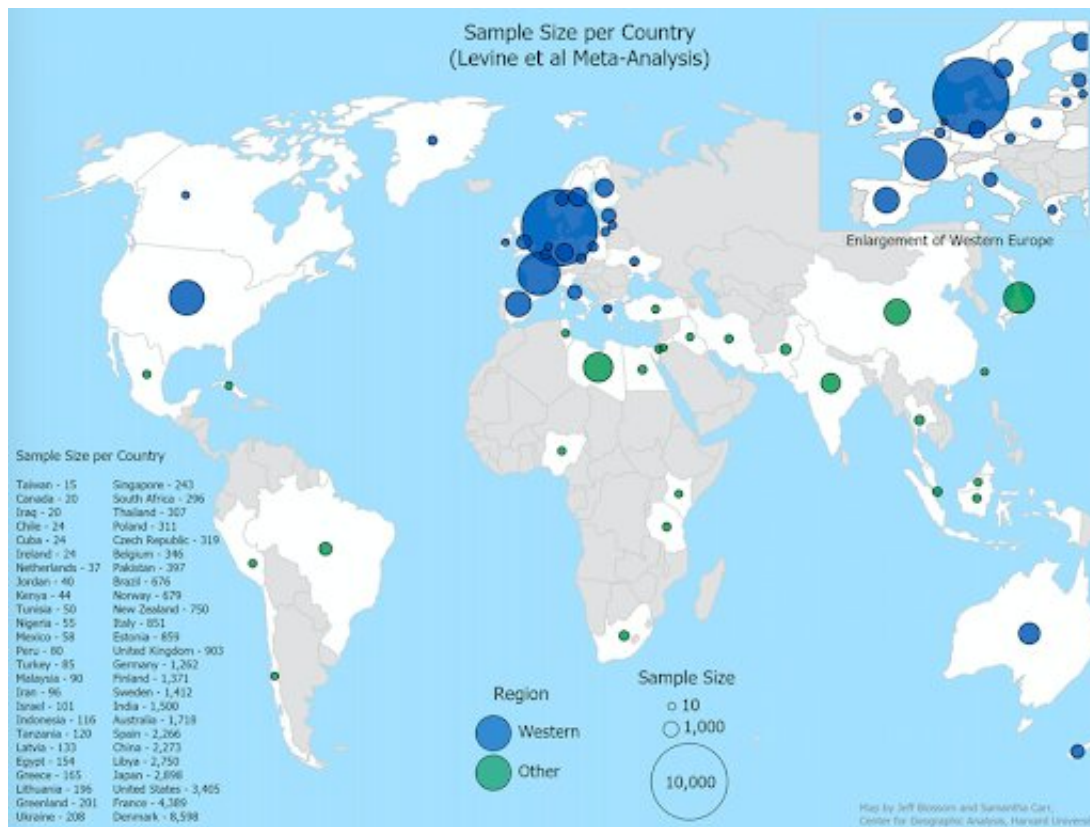 Sample Size per Country
(Levine et al Meta-Analysis)
Enlargement of Western Europe
Sample Size per Country
Taiwan - 15
Canada - 20
Iraq - 20
Chile - 24
Cuba - 24
Ireland - 24
Netherlands - 37
Jordan - 40
Kenya - 44
Tunisia - 50
Nigeria - 55
Mexico - 58
Peru - 80
Turkey - 85
Malaysia - 90
Iran - 96
Israel - 101
Indonesia - 116
Tanzania - 120
Latvia - 133
Egypt - 154
Greece - 165
Lithuania - 196
Greenland - 201
Ukraine - 208
Singapore - 243
South Africa - 296
Thailand - 307
Poland - 311
Czech Republic - 319
Belgium - 346
Pakistan - 397
Brazil - 676
Norway - 679
New Zealand - 750
Italy - 851
Estonia - 859
United Kingdom - 903
Germany - 1,262
Finland - 1,371
Sweden - 1,412
India - 1,500
Australia - 1,718
Spain - 2,266
China - 2,273
Libya - 2,750
Japan - 2,898
United States - 3,405
France - 4,389
Denmark - 8,598
Region
Western
Other
Sample Size
10
1,000
10,000
Map by Jeff Blossom and Samantha Carr,
Center for Geographic Analysis, Harvard Universi